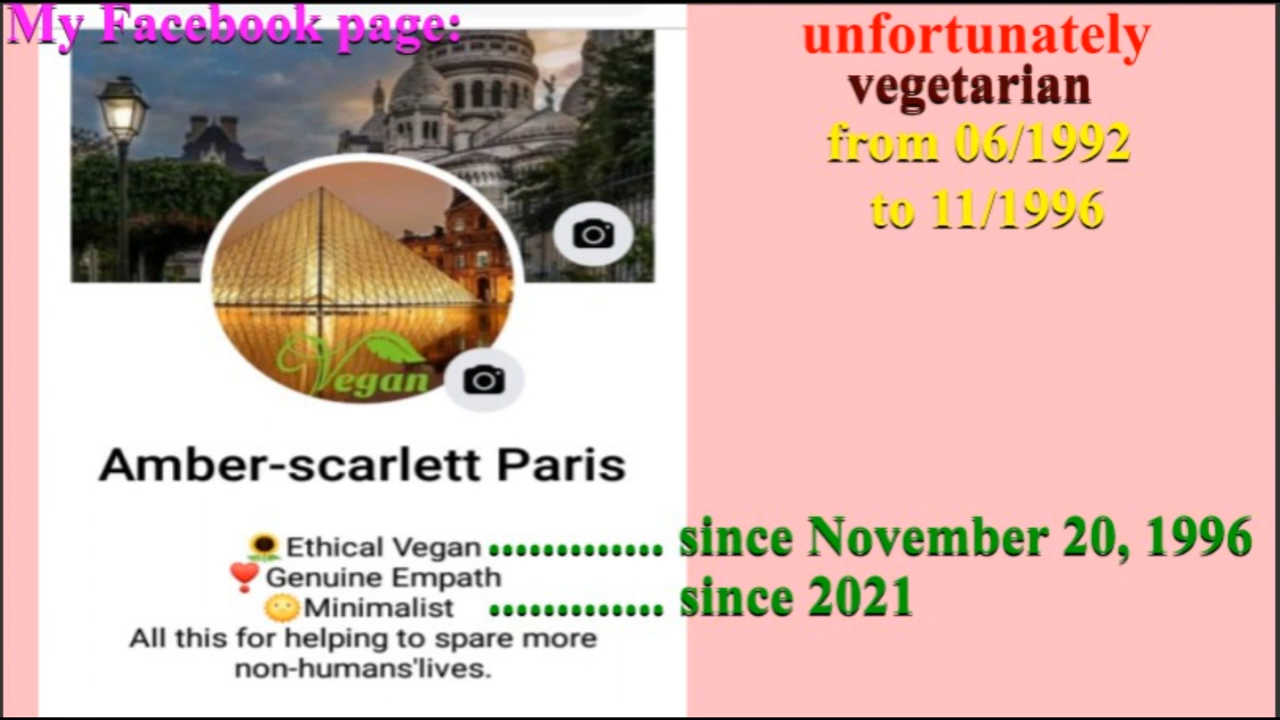 My Facebook page:
unfortunately
vegetarian
from 06/1992
to 11/1996
Vegan
Amber-scarlett Paris
🌻Ethical Vegan ............. since November 20, 1996
❣️Genuine Empath
🌝Minimalist ............. since 2021
All this for helping to spare more
non-humans'lives.